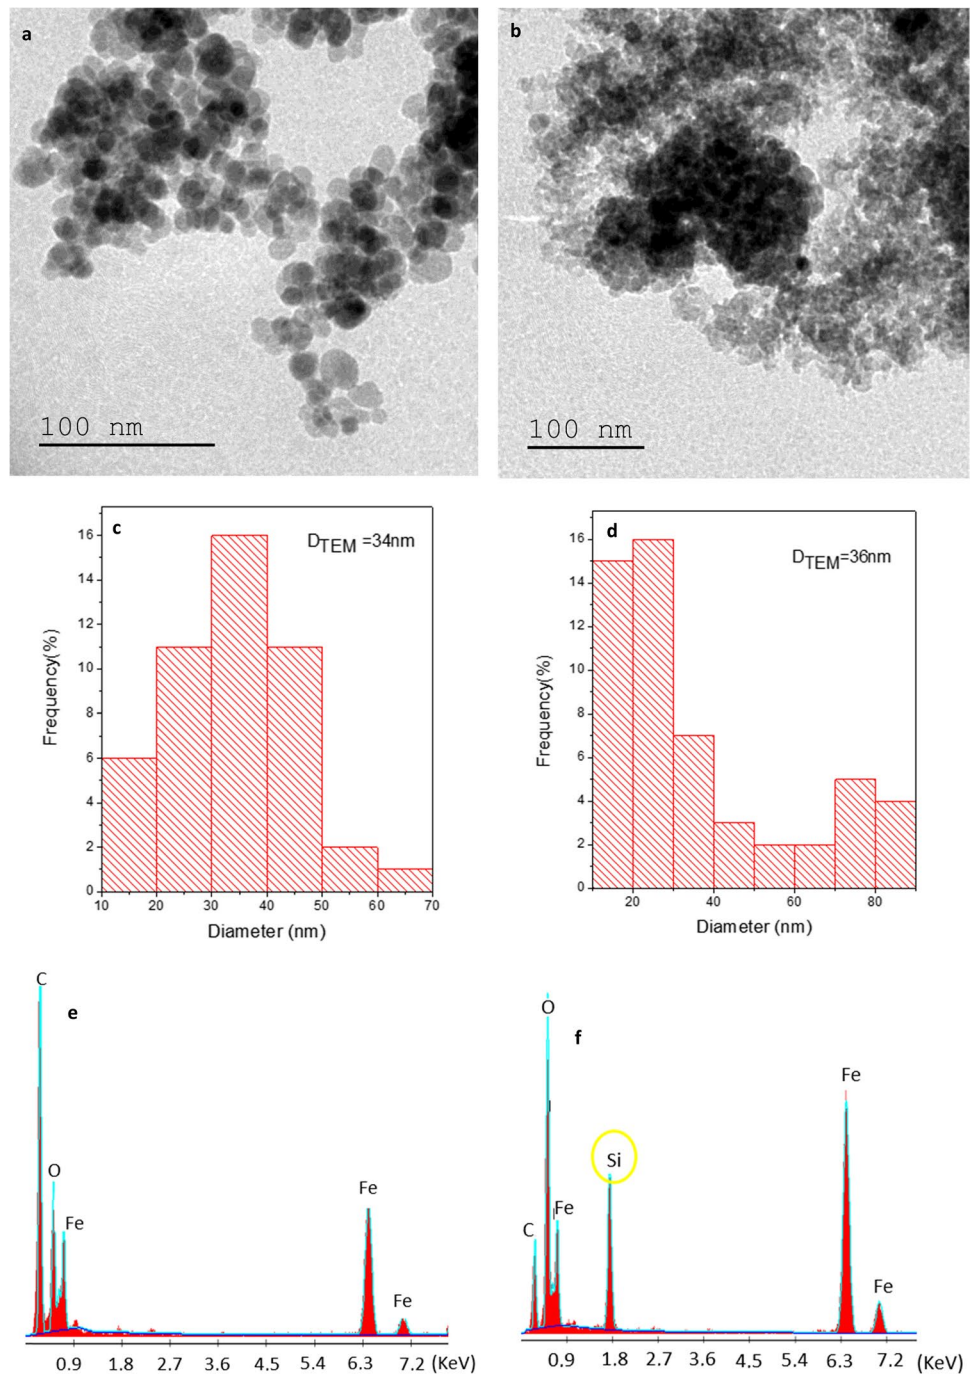 a
100 nm
b
100 nm
c
D_TEM =34nm
Frequency(%)
16
14
12
10
8
6
4
2
0
10 20 30 40 50 60 70
Diameter (nm)
d
D_TEM=36nm
Frequency(%)
16
14
12
10
8
6
4
2
0
20 40 60 80
Diameter (nm)
e
C
O
Fe
Fe
Fe
0.9 1.8 2.7 3.6 4.5 5.4 6.3 7.2 (KeV)
f
O
C
Fe
Si
Fe
Fe
0.9 1.8 2.7 3.6 4.5 5.4 6.3 7.2 (KeV)